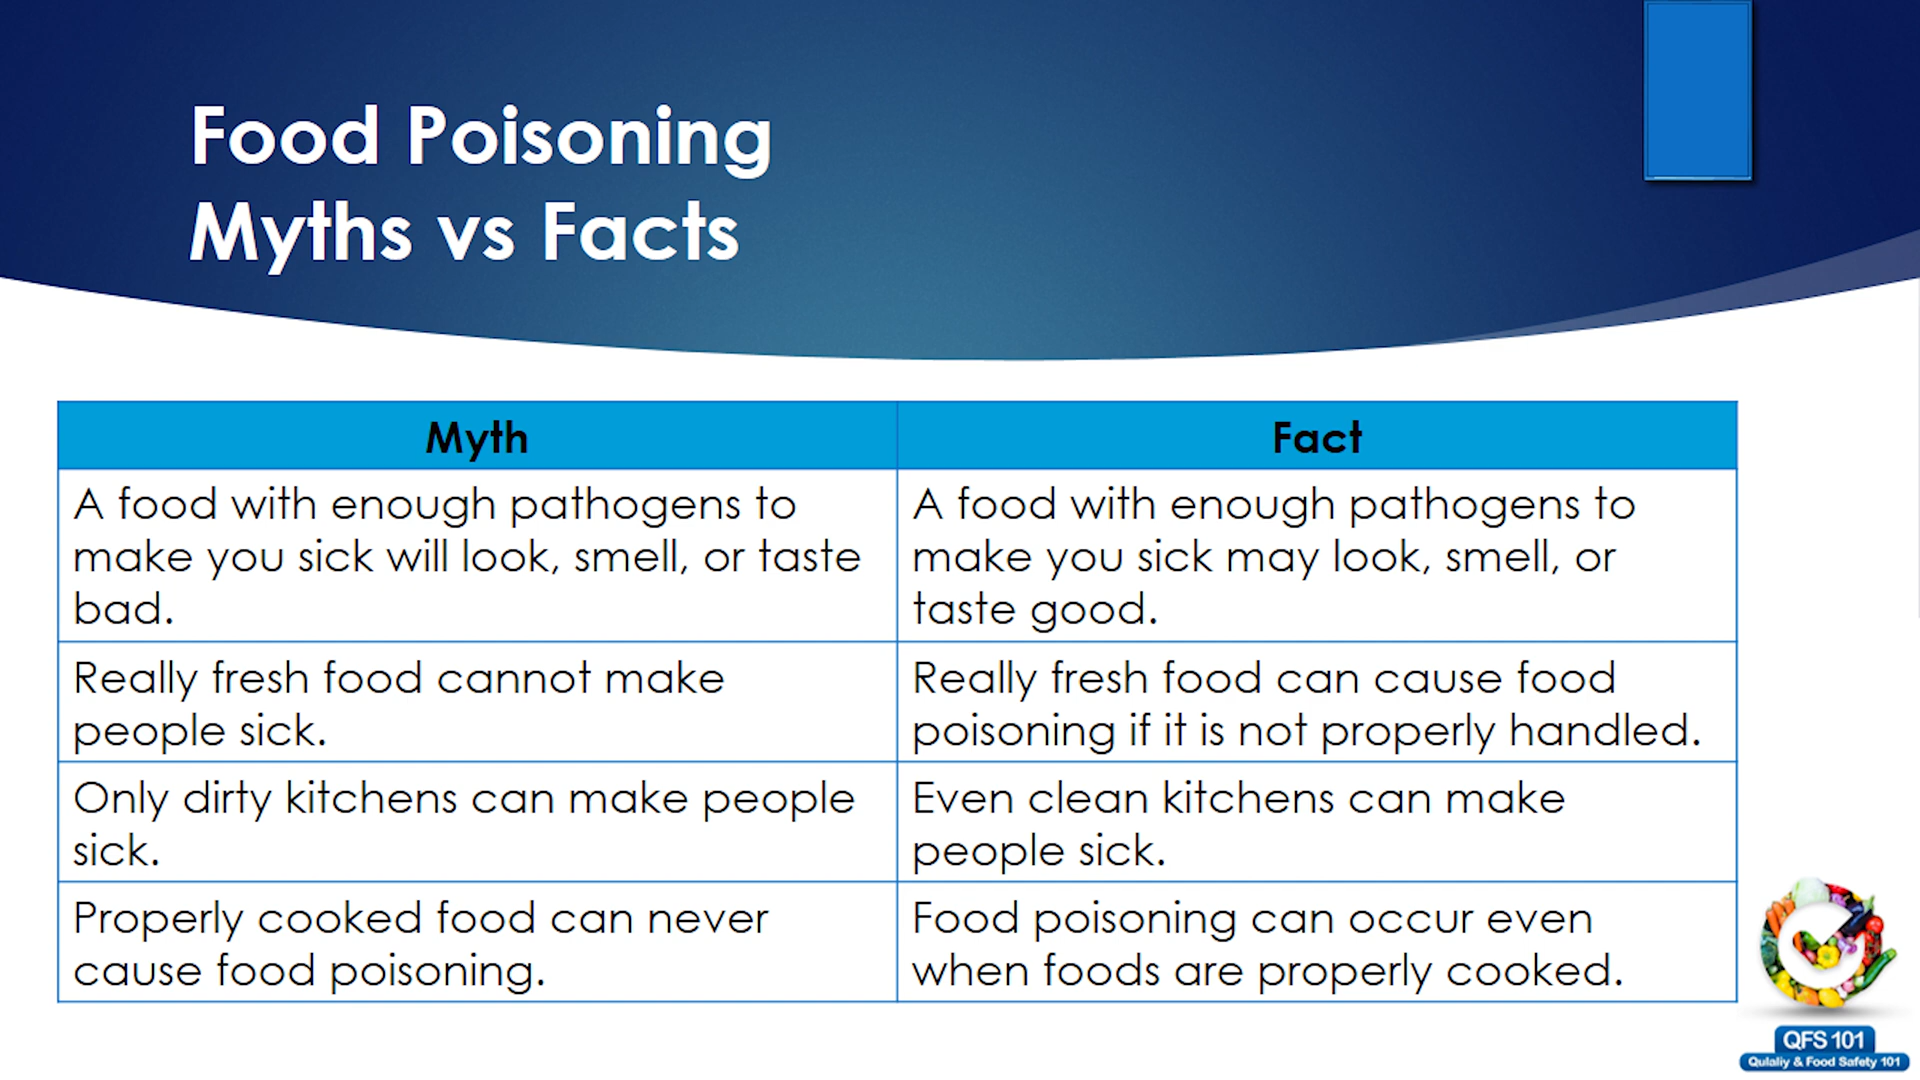 Food Poisoning
Myths vs Facts
Myth
Fact
A food with enough pathogens to
make you sick will look, smell, or taste
bad.
A food with enough pathogens to
make you sick may look, smell, or
taste good.
Really fresh food cannot make
people sick.
Really fresh food can cause food
poisoning if it is not properly handled.
Only dirty kitchens can make people
sick.
Even clean kitchens can make
people sick.
Properly cooked food can never
cause food poisoning.
Food poisoning can occur even
when foods are properly cooked.
QFS 101
Qulaliy & Food Safety 101